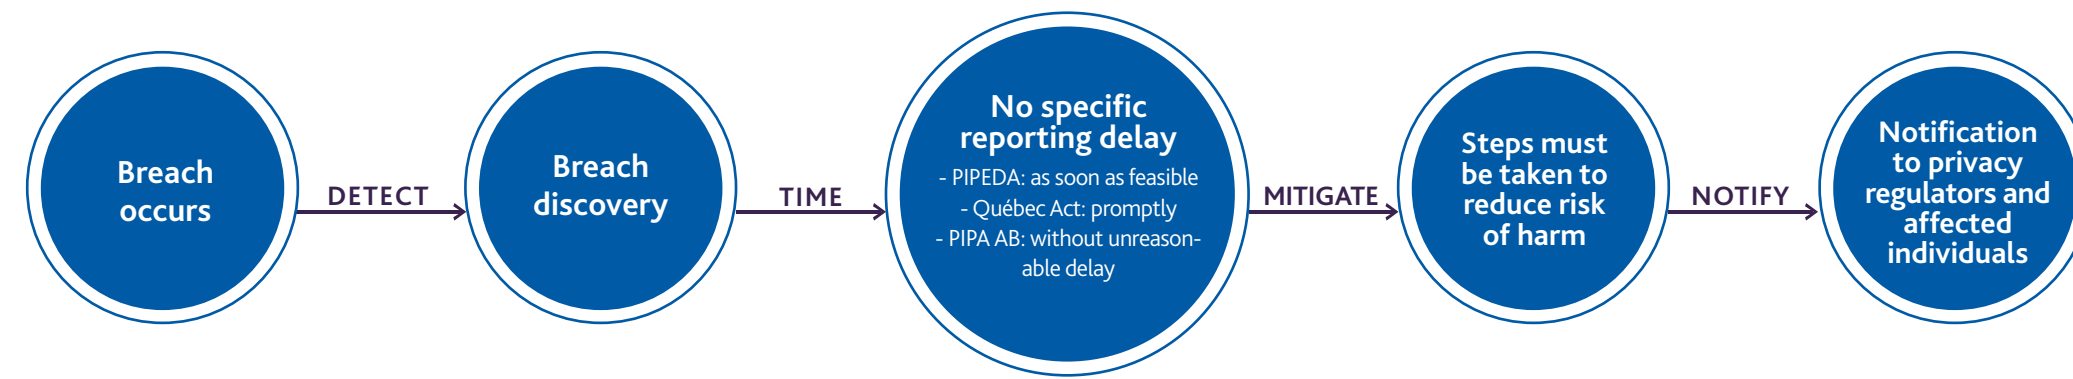 Breach
occurs
DETECT
Breach
discovery
TIME
No specific
reporting delay
- PIPEDA: as soon as feasible
- Québec Act: promptly
- PIPA AB: without unreason-
able delay
MITIGATE
Steps must
be taken to
reduce risk
of harm
NOTIFY
Notification
to privacy
regulators and
affected
individuals